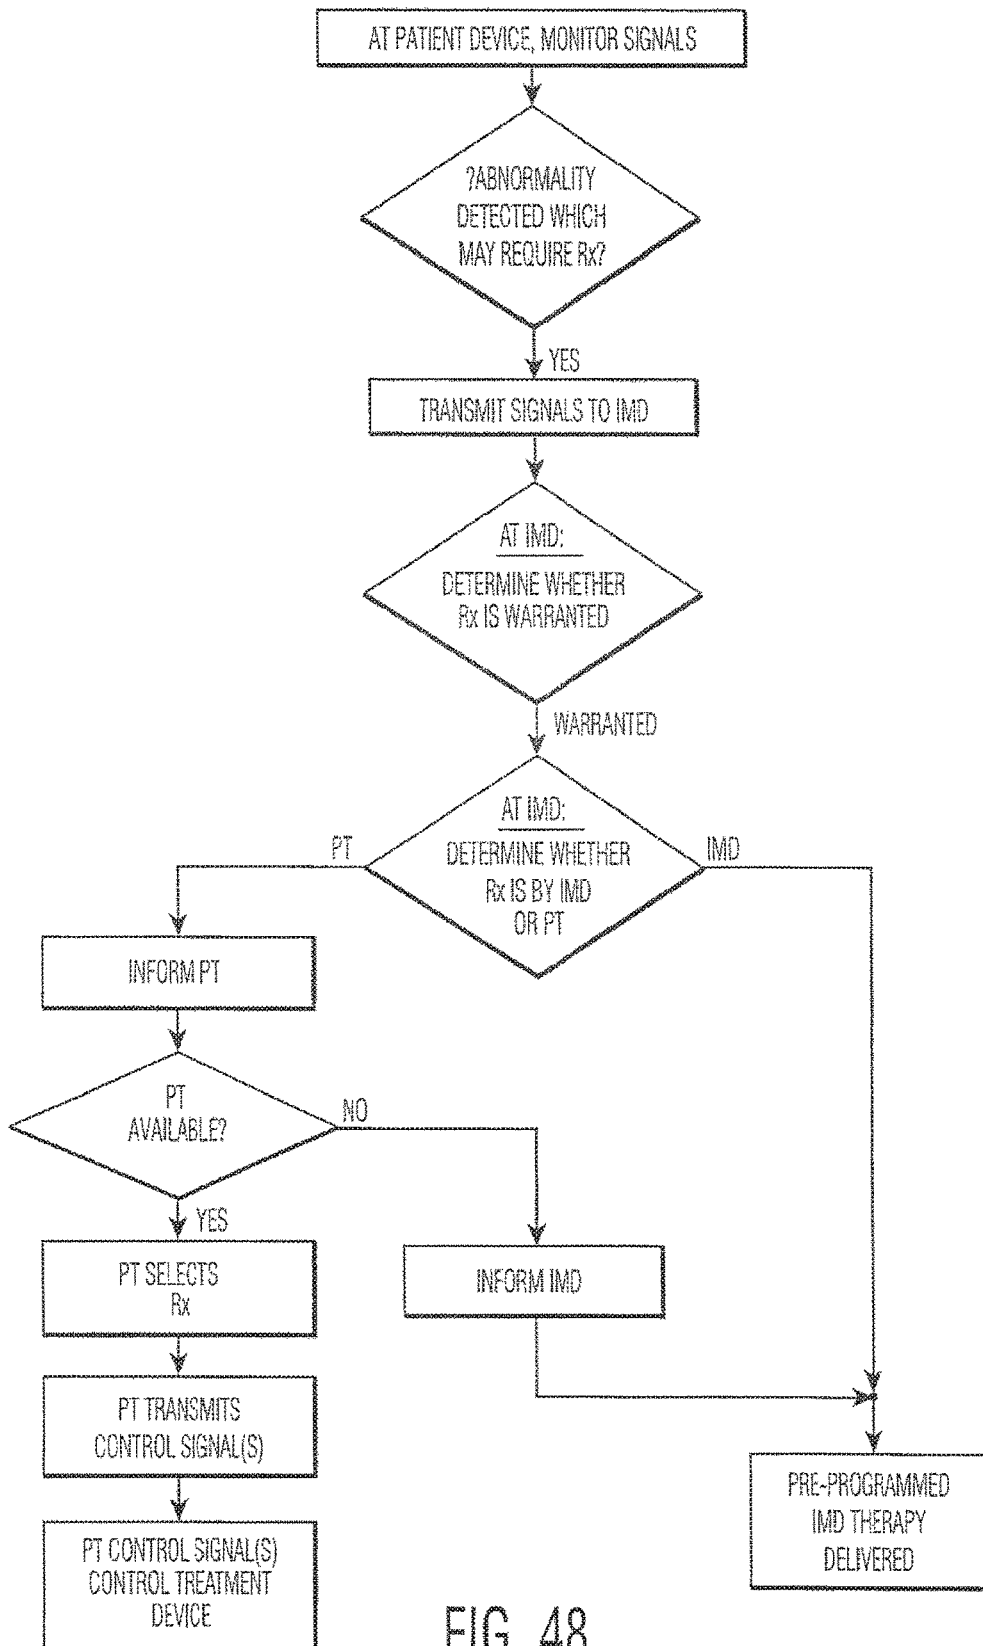 AT PATIENT DEVICE, MONITOR SIGNALS
?ABNORMALITY
DETECTED WHICH
MAY REQUIRE Rx?
YES
TRANSMIT SIGNALS TO IMD
AT IMD:
DETERMINE WHETHER
Rx IS WARRANTED
WARRANTED
AT IMD:
DETERMINE WHETHER
Rx IS BY IMD
OR PT
PT
IMD
INFORM PT
PT
AVAILABLE?
NO
YES
PT SELECTS
Rx
INFORM IMD
PT TRANSMITS
CONTROL SIGNAL(S)
PRE-PROGRAMMED
IMD THERAPY
DELIVERED
PT CONTROL SIGNAL(S)
CONTROL TREATMENT
DEVICE
FIG. 48